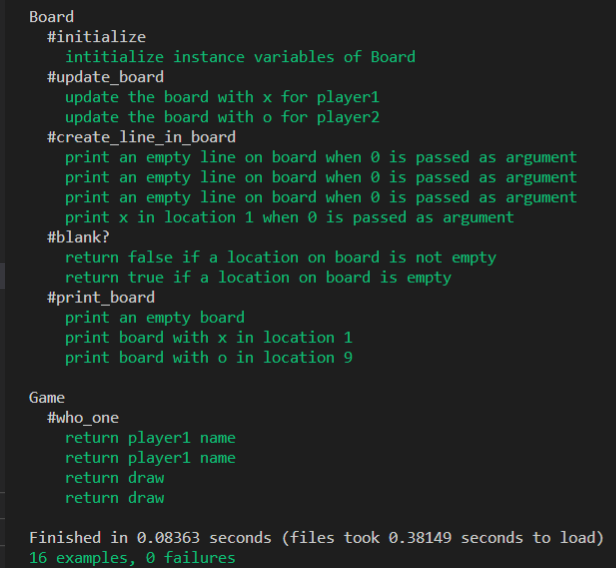 Board
#initialize
intitialize instance variables of Board
#update_board
update the board with x for player1
update the board with o for player2
#create_line_in_board
print an empty line on board when 0 is passed as argument
print an empty line on board when 0 is passed as argument
print an empty line on board when 0 is passed as argument
print x in location 1 when 0 is passed as argument
#blank?
return false if a location on board is not empty
return true if a location on board is empty
#print_board
print an empty board
print board with x in location 1
print board with o in location 9
Game
#who_one
return player1 name
return player1 name
return draw
return draw
Finished in 0.08363 seconds (files took 0.38149 seconds to load)
16 examples, 0 failures